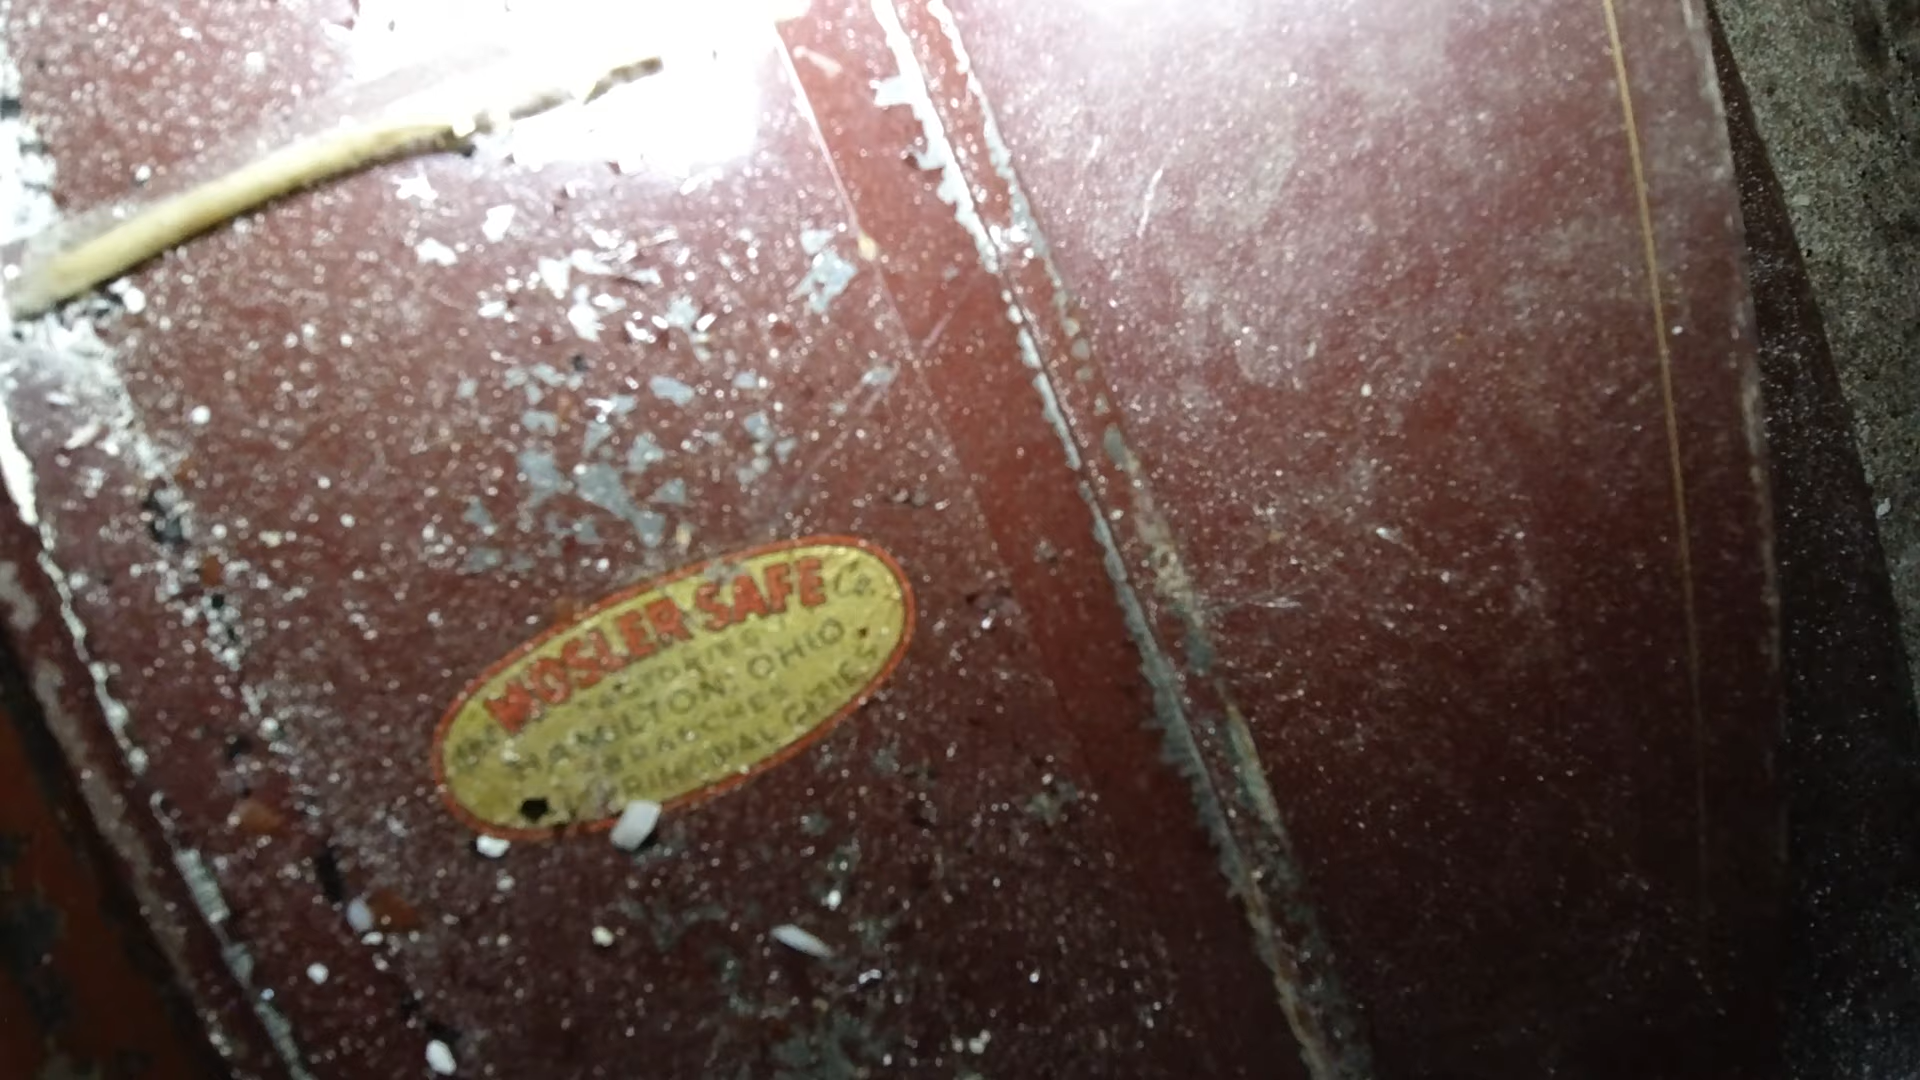 MOSLER SAFE Co.
FACTORIES
HAMILTON, OHIO
BRANCHES
PRINCIPAL CITIES